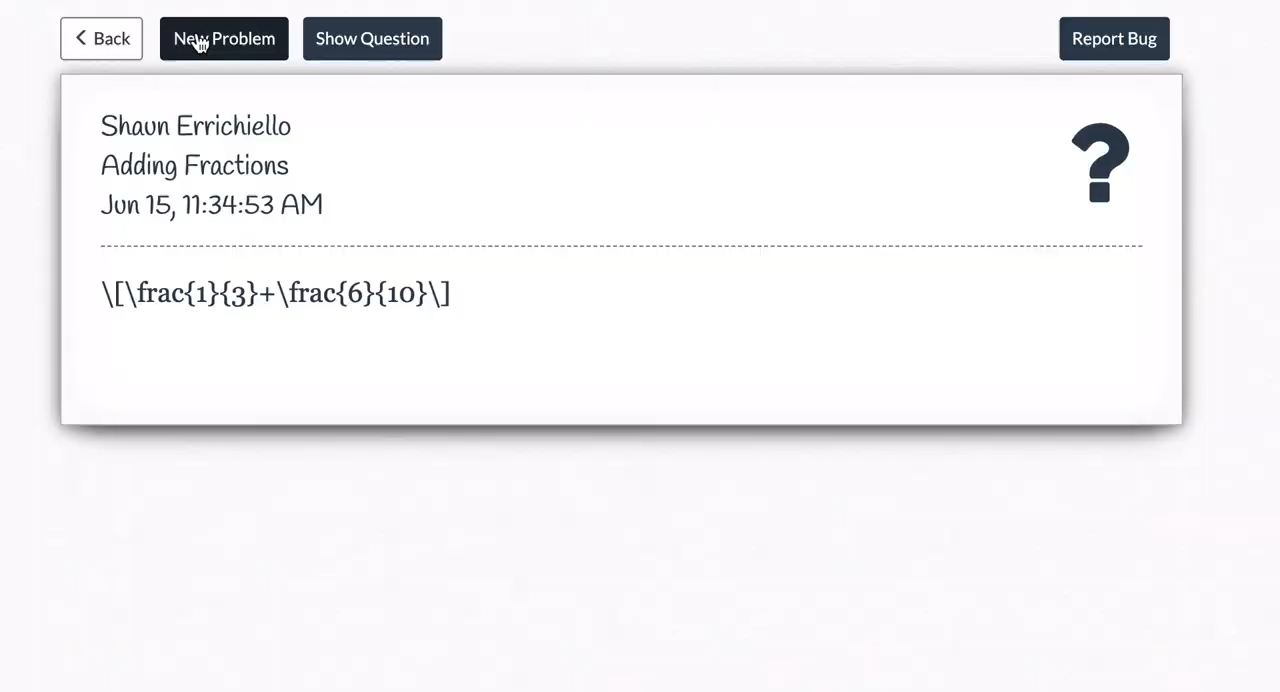 Back New Problem Show Question Report Bug
Shaun Errichiello
Adding Fractions
Jun 15, 11:34:53 AM
?
\[\frac{1}{3}+\frac{6}{10}\]